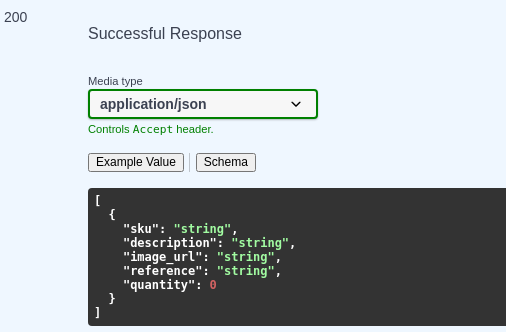 200
Successful Response
Media type
application/json
Controls Accept header.
Example Value
Schema
[
  {
    "sku": "string",
    "description": "string",
    "image_url": "string",
    "reference": "string",
    "quantity": 0
  }
]